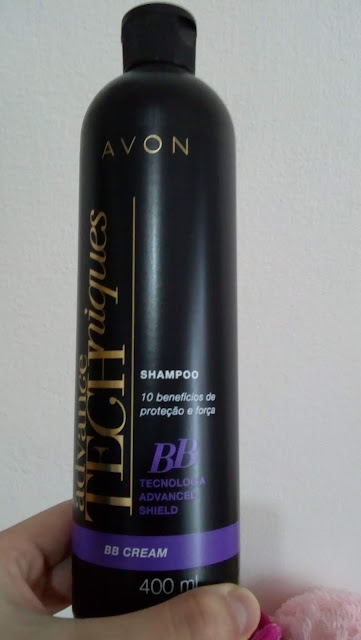 AVON
advance
TECHniques
SHAMPOO
10 benefícios de
proteção e força
BB
TECNOLOGIA
ADVANCED
SHIELD
BB CREAM
400 ml